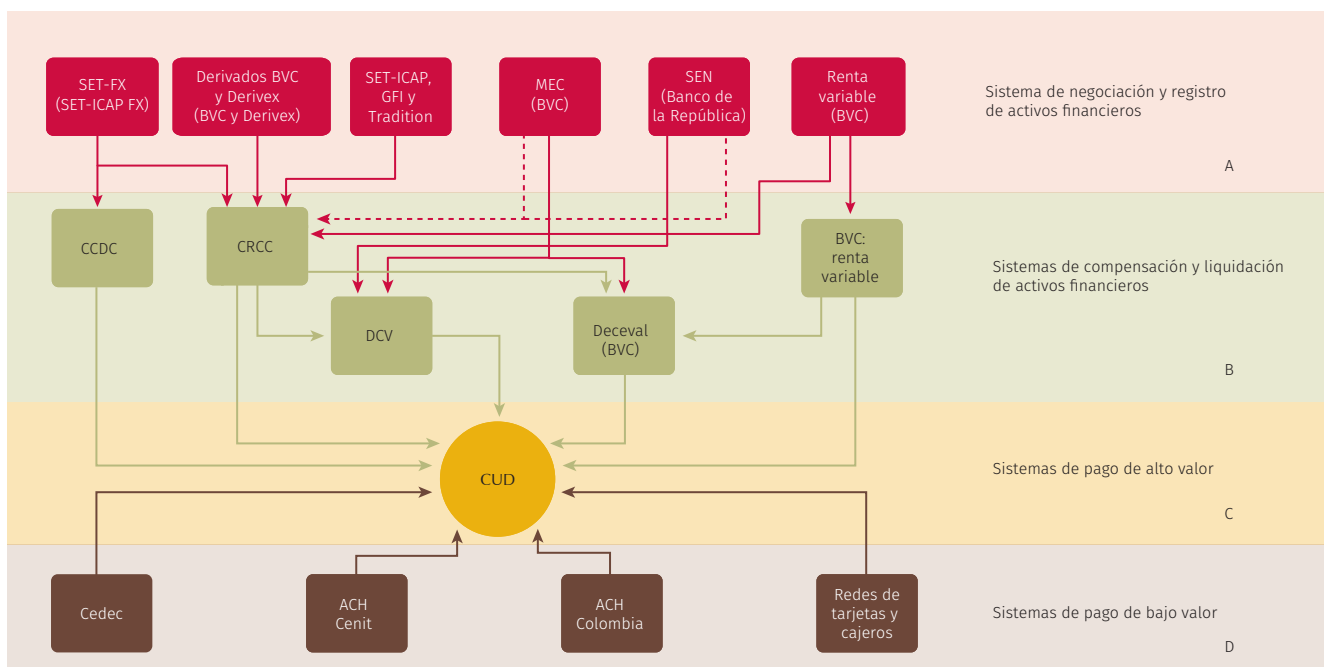 SET-FX
(SET-ICAP FX)
Derivados BVC
y Derivex
(BVC y Derivex)
SET-ICAP,
GFI y
Tradition
MEC
(BVC)
SEN
(Banco de
la República)
Renta
variable
(BVC)
Sistema de negociación y registro
de activos financieros
A
CCDC
CRCC
BVC:
renta
variable
Sistemas de compensación y liquidación
de activos financieros
DCV
Deceval
(BVC)
B
CUD
Sistemas de pago de alto valor
C
Cedec
ACH
Cenit
ACH
Colombia
Redes de
tarjetas y
cajeros
Sistemas de pago de bajo valor
D